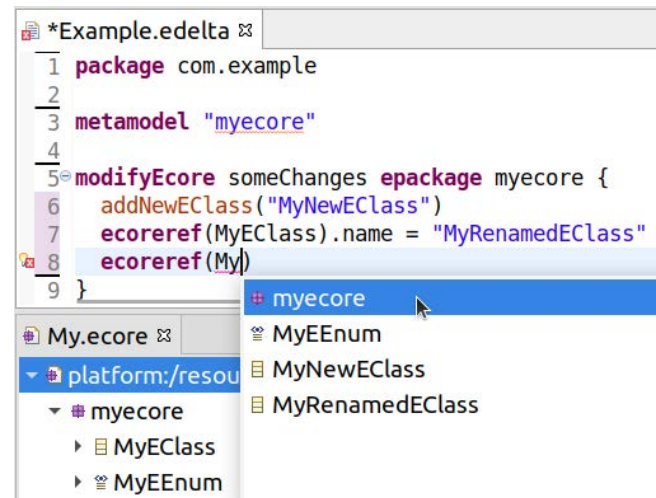 *Example.edelta
1 package com.example
2
3 metamodel "myecore"
4
5 modifyEcore someChanges epackage myecore {
6 addNewEClass("MyNewEClass")
7 ecoreref(MyEClass).name = "MyRenamedEClass"
8 ecoreref(My)
9 }
myecore
MyEEnum
MyNewEClass
MyRenamedEClass
My.ecore
platform:/resou
myecore
MyEClass
MyEEnum